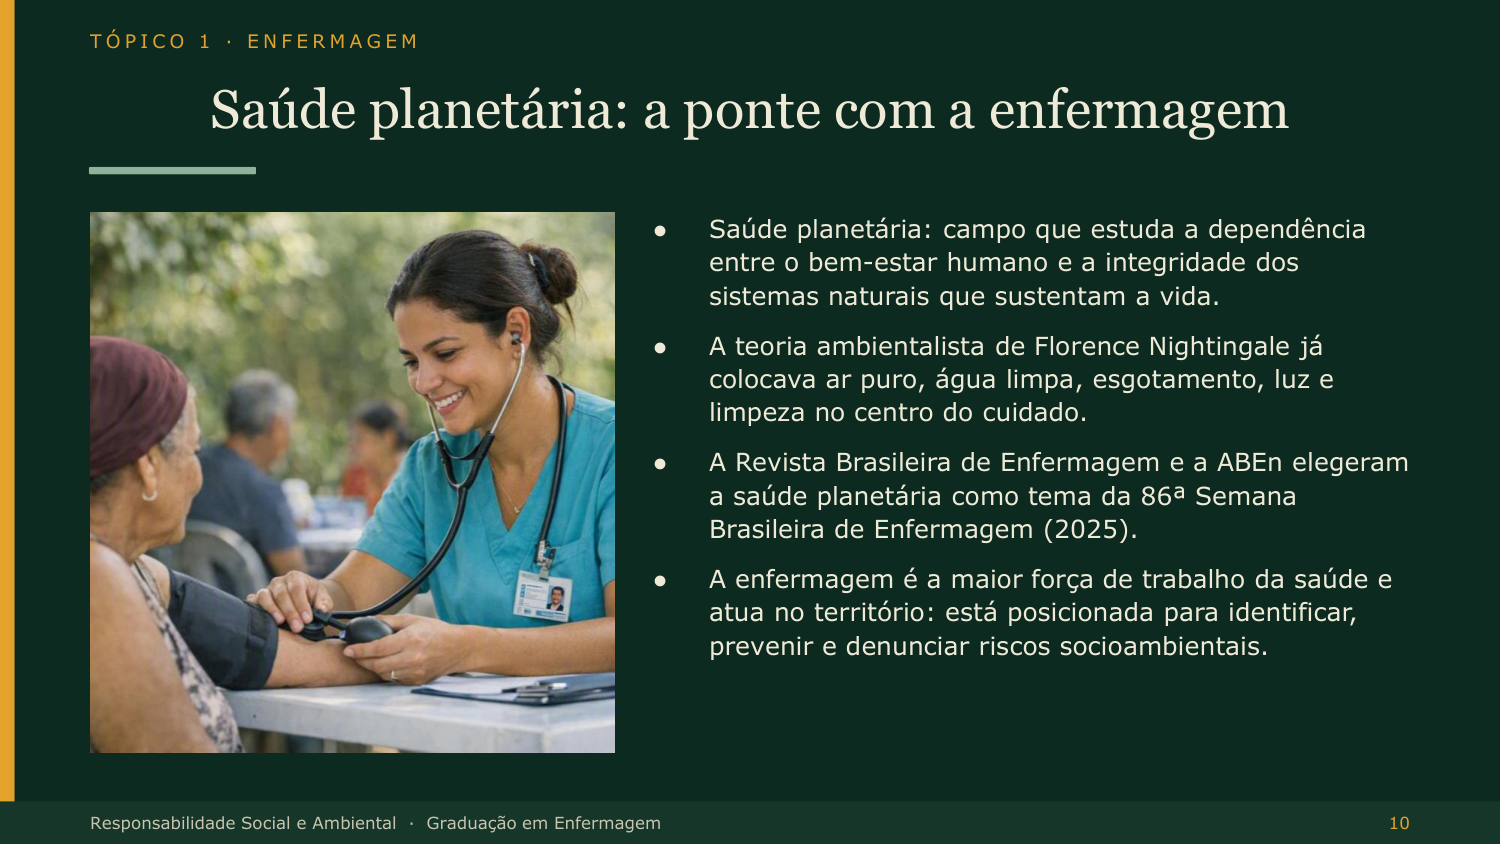 TÓPICO 1 · ENFERMAGEM
Saúde planetária: a ponte com a enfermagem
● Saúde planetária: campo que estuda a dependência
entre o bem-estar humano e a integridade dos
sistemas naturais que sustentam a vida.
● A teoria ambientalista de Florence Nightingale já
colocava ar puro, água limpa, esgotamento, luz e
limpeza no centro do cuidado.
● A Revista Brasileira de Enfermagem e a ABEn elegeram
a saúde planetária como tema da 86ª Semana
Brasileira de Enfermagem (2025).
● A enfermagem é a maior força de trabalho da saúde e
atua no território: está posicionada para identificar,
prevenir e denunciar riscos socioambientais.
Responsabilidade Social e Ambiental · Graduação em Enfermagem
10